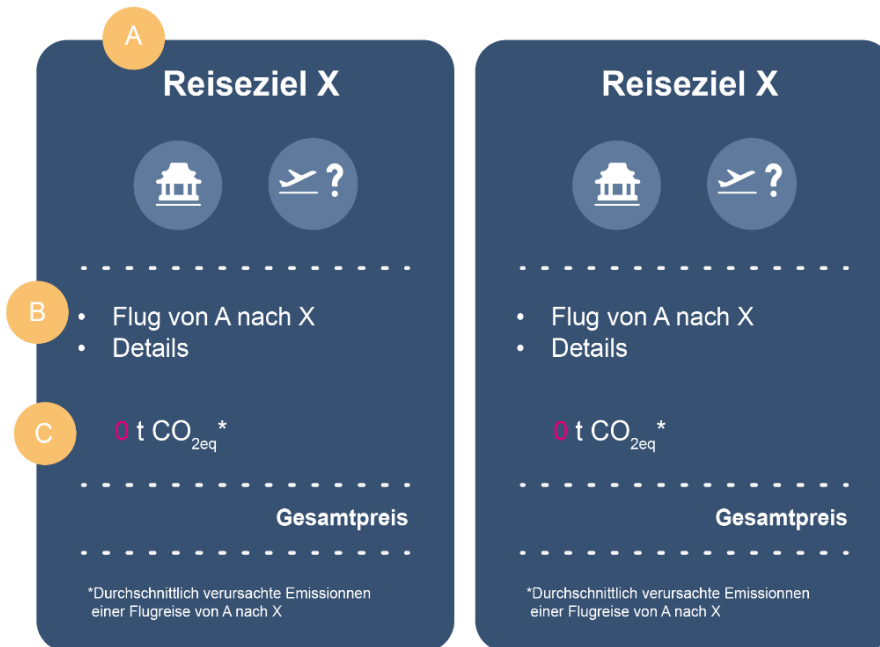 A
Reiseziel X
?
• Flug von A nach X
B
• Details
C
0 t CO2eq*
Gesamtpreis
*Durchschnittlich verursachte Emissionnen
einer Flugreise von A nach X
Reiseziel X
?
• Flug von A nach X
• Details
0 t CO2eq*
Gesamtpreis
*Durchschnittlich verursachte Emissionnen
einer Flugreise von A nach X